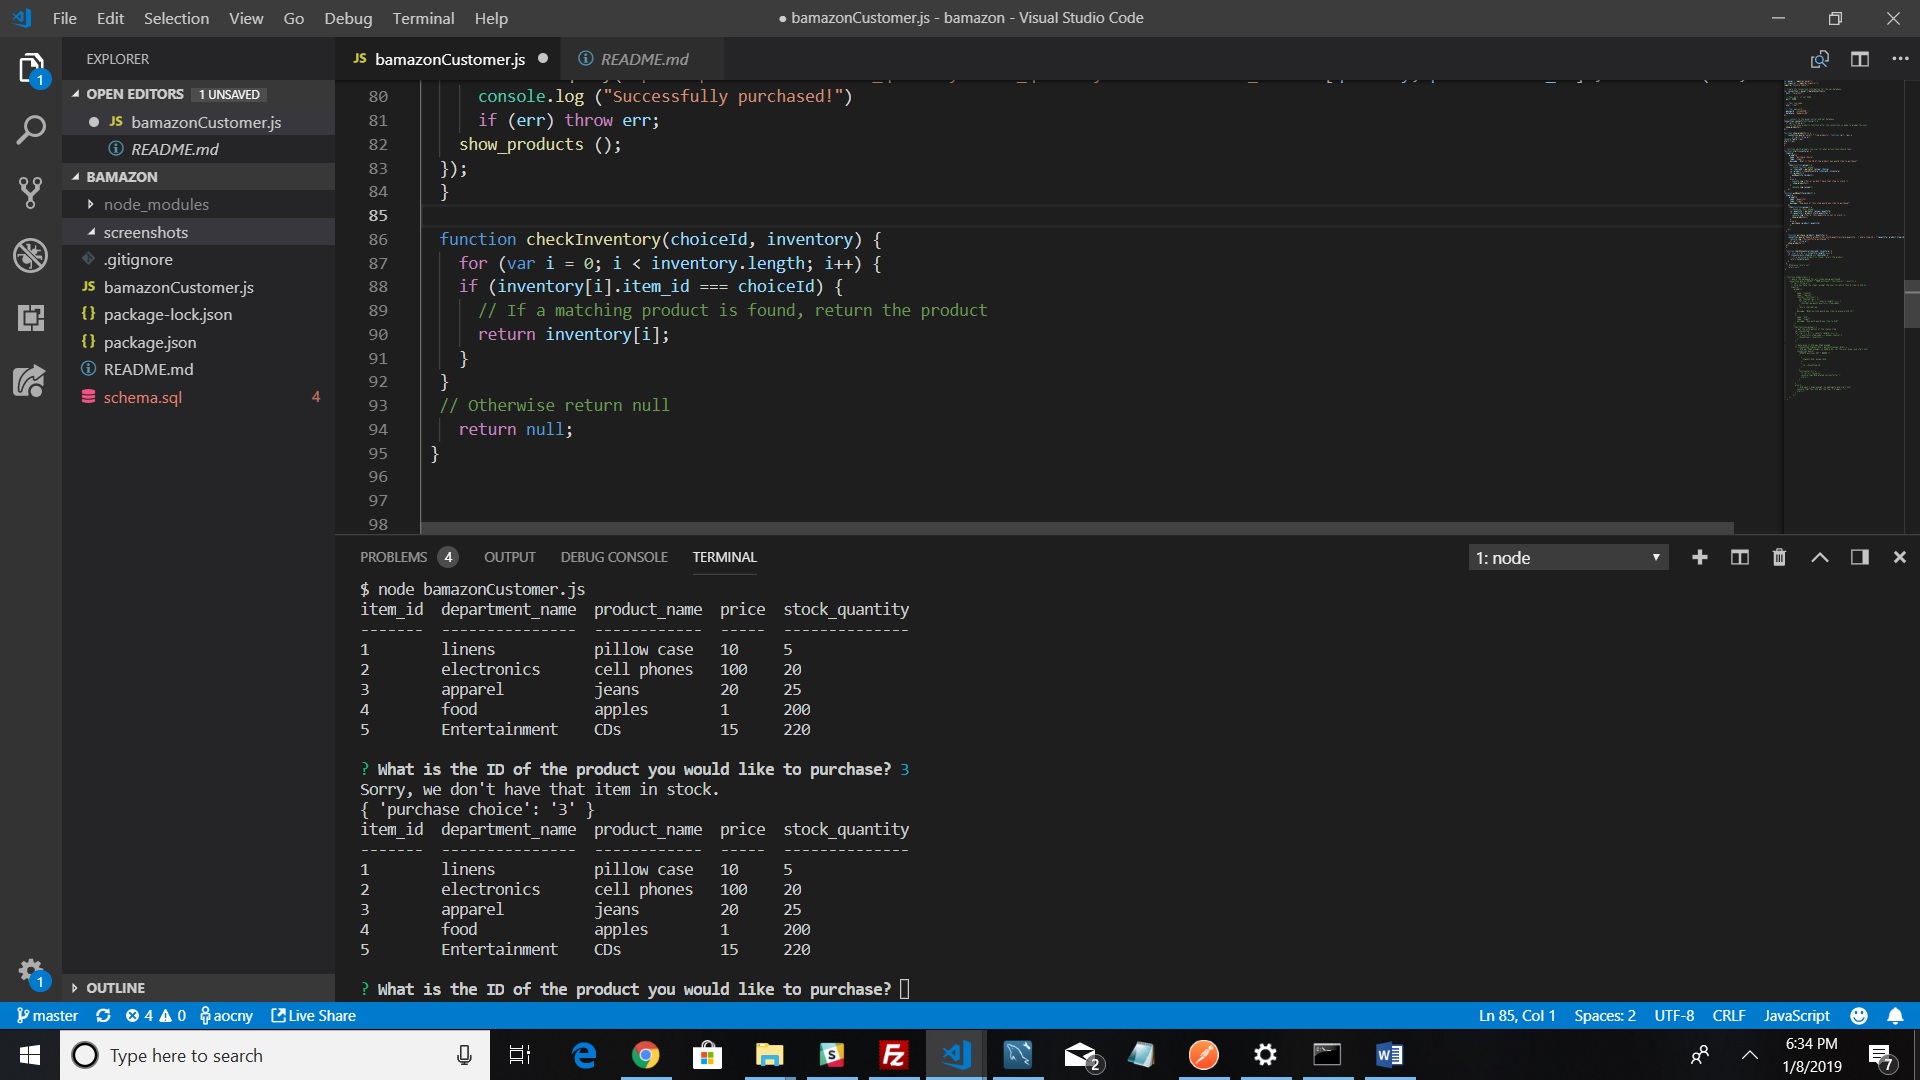 File Edit Selection View Go Debug Terminal Help
● bamazonCustomer.js - bamazon - Visual Studio Code
EXPLORER
OPEN EDITORS 1 UNSAVED
JS bamazonCustomer.js
README.md
BAMAZON
node_modules
screenshots
.gitignore
JS bamazonCustomer.js
{} package-lock.json
{} package.json
README.md
schema.sql 4
OUTLINE
1
1
JS bamazonCustomer.js ●
README.md
80 console.log ("Successfully purchased!")
81 if (err) throw err;
82 show_products ();
83 });
84 }
85
86 function checkInventory(choiceId, inventory) {
87 for (var i = 0; i < inventory.length; i++) {
88 if (inventory[i].item_id === choiceId) {
89 // If a matching product is found, return the product
90 return inventory[i];
91 }
92 }
93 // Otherwise return null
94 return null;
95 }
96
97
98
PROBLEMS 4 OUTPUT DEBUG CONSOLE TERMINAL
1: node
$ node bamazonCustomer.js
item_id department_name product_name price stock_quantity
------- --------------- ------------ ----- --------------
1 linens pillow case 10 5
2 electronics cell phones 100 20
3 apparel jeans 20 25
4 food apples 1 200
5 Entertainment CDs 15 220
? What is the ID of the product you would like to purchase? 3
Sorry, we don't have that item in stock.
{ 'purchase choice': '3' }
item_id department_name product_name price stock_quantity
------- --------------- ------------ ----- --------------
1 linens pillow case 10 5
2 electronics cell phones 100 20
3 apparel jeans 20 25
4 food apples 1 200
5 Entertainment CDs 15 220
? What is the ID of the product you would like to purchase?
master 4 0 aocny Live Share
Ln 85, Col 1 Spaces: 2 UTF-8 CRLF JavaScript
Type here to search
2
6:34 PM
1/8/2019
7